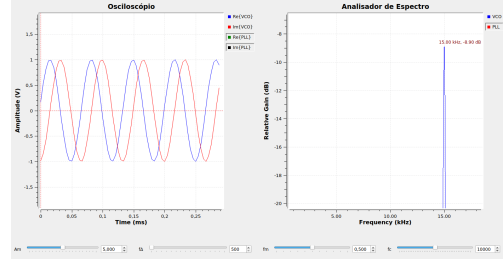 Osciloscópio
Amplitude (V)
1.5
1
0.5
0
-0.5
-1
-1.5
0
0.05
0.1
0.15
0.2
0.25
Time (ms)
Re{VCO}
Im{VCO}
Re{PLL}
Im{PLL}
Analisador de Espectro
Relative Gain (dB)
-8
-10
-12
-14
-16
-18
-20
15.00 kHz, -8.90 dB
5.00
10.00
15.00
Frequency (kHz)
VCO
PLL
Am
5.000
500
fm
0.500
fc
10000